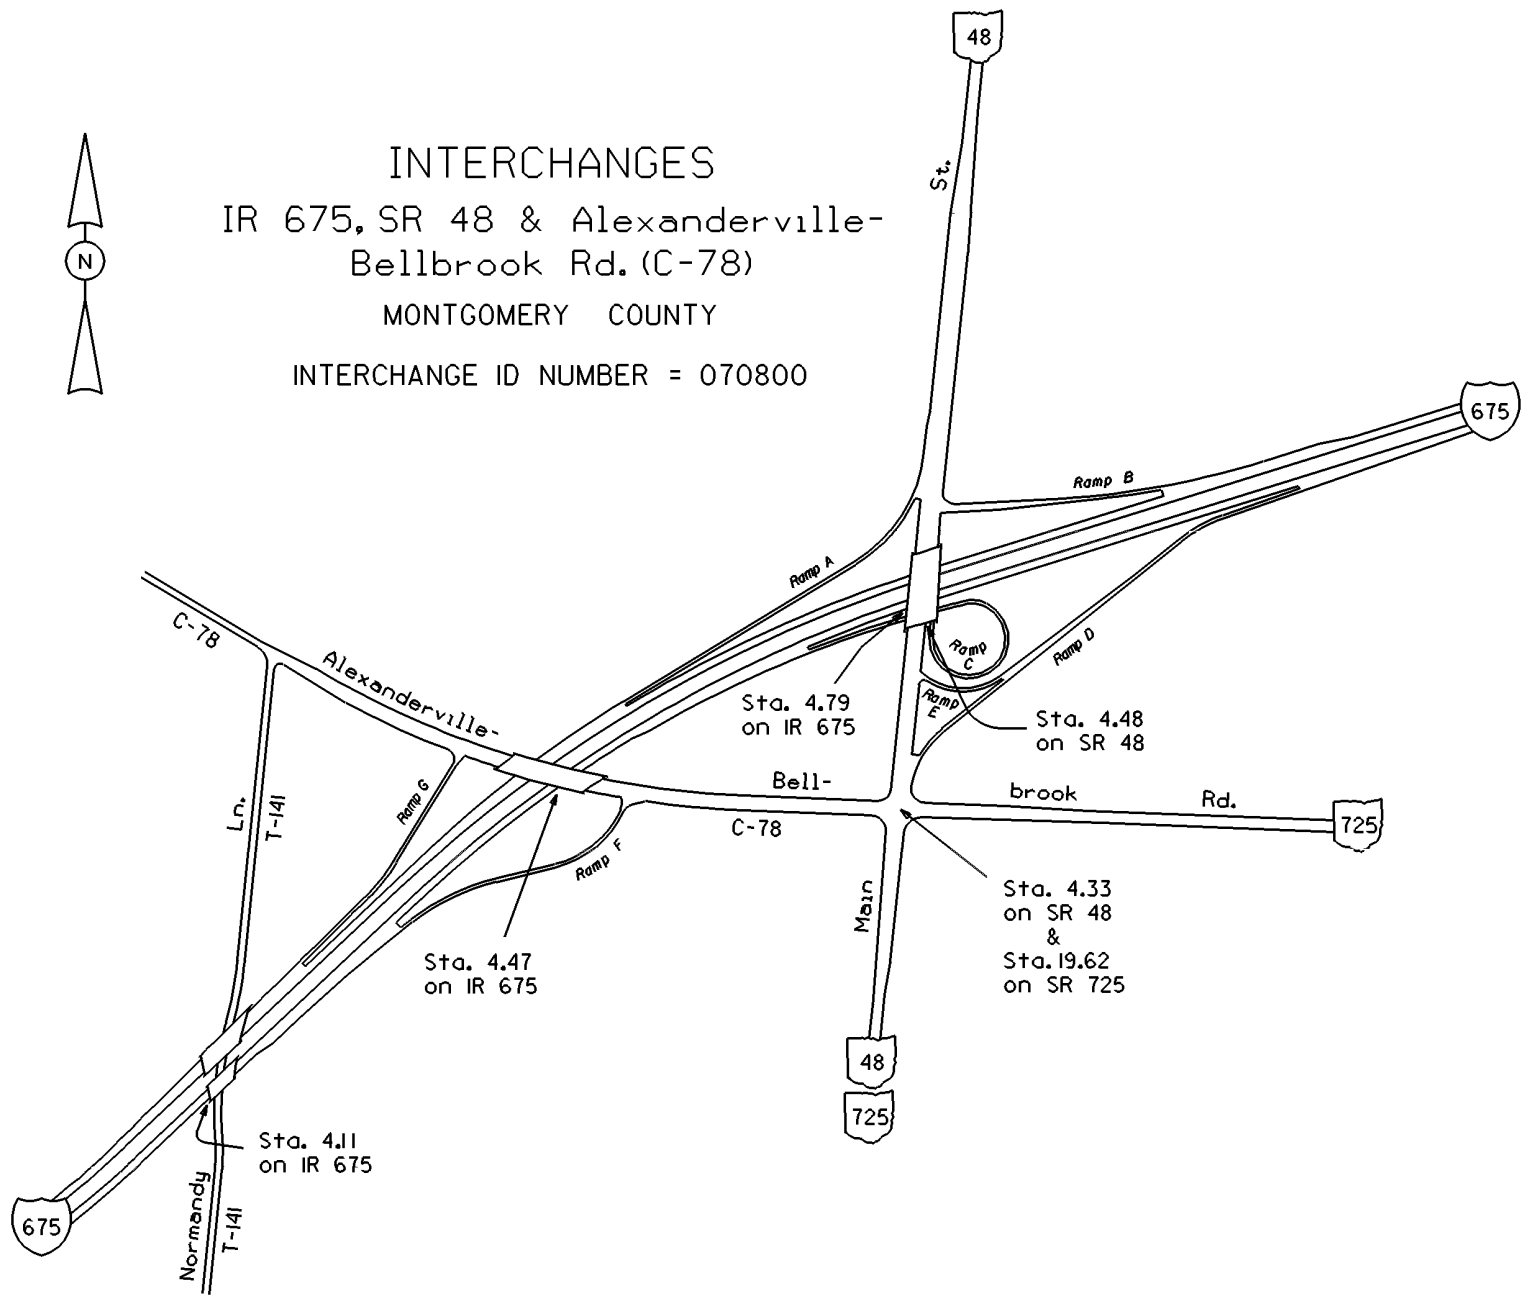 48
INTERCHANGES
IR 675, SR 48 & Alexanderville-
Bellbrook Rd. (C-78)
MONTGOMERY COUNTY
INTERCHANGE ID NUMBER = 070800
N
St.
675
Ramp B
Ramp A
C-78
Alexanderville-
Ramp C
Ramp D
Ramp E
Sta. 4.79
on IR 675
Sta. 4.48
on SR 48
Bell-
brook
Rd.
C-78
725
Ramp G
Ln.
T-141
Ramp F
Main
Sta. 4.33
on SR 48
&
Sta. 19.62
on SR 725
Sta. 4.47
on IR 675
48
725
Sta. 4.11
on IR 675
Normandy
T-141
675